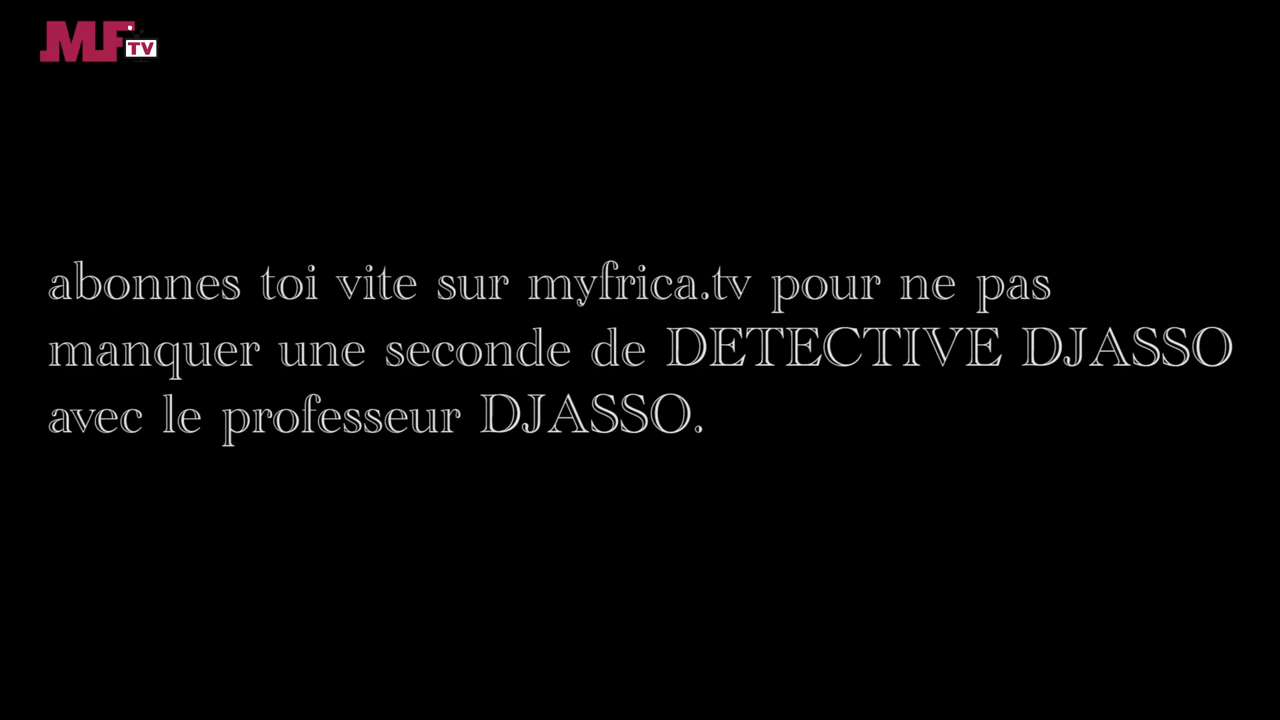 MF TV
abonnes toi vite sur myfrica.tv pour ne pas
manquer une seconde de DETECTIVE DJASSO
avec le professeur DJASSO.